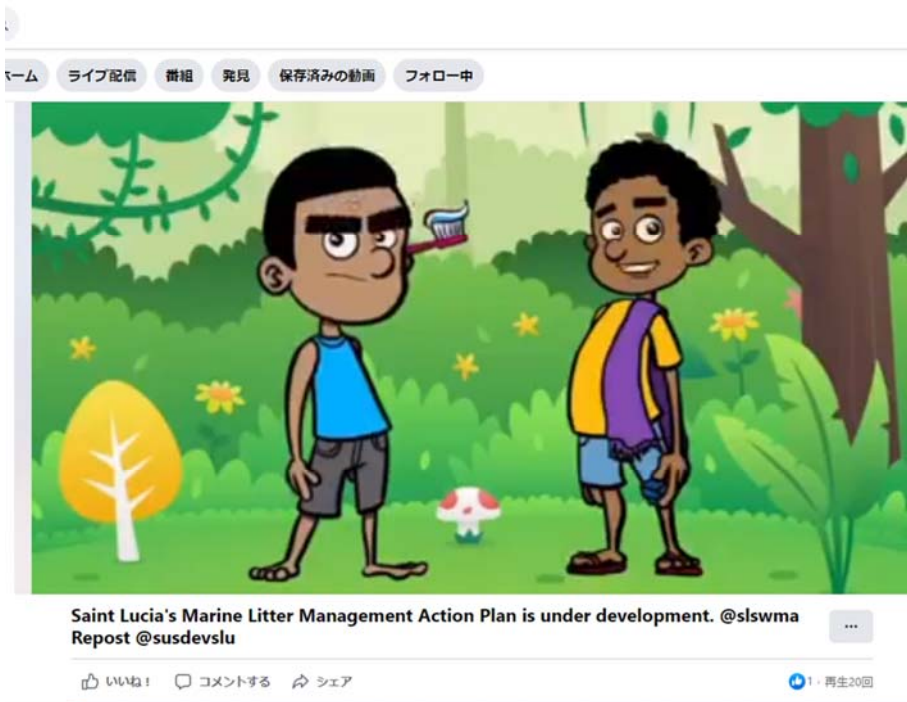 ホーム ライブ配信 番組 発見 保存済みの動画 フォロー中
Saint Lucia's Marine Litter Management Action Plan is under development. @slswma
Repost @susdevslu
いいね！ コメントする シェア 1・再生20回